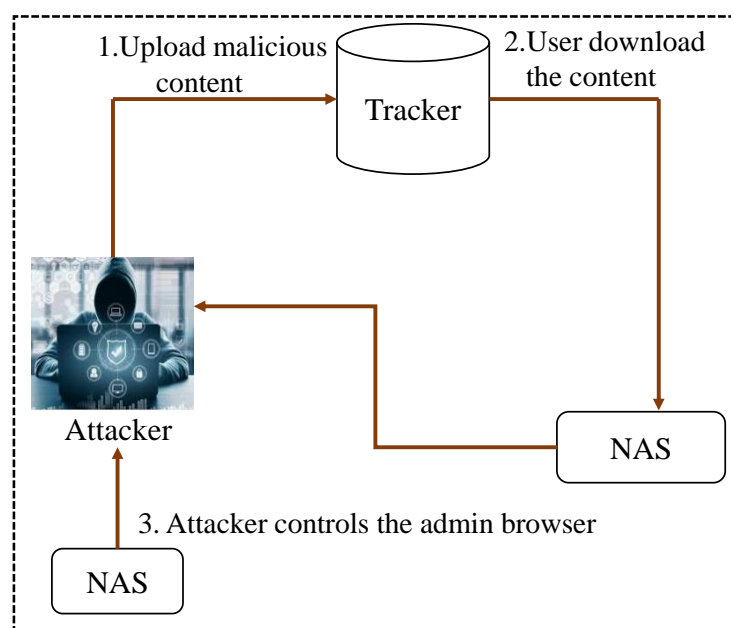 1.Upload malicious
content
2.User download
the content
Tracker
Attacker
NAS
3. Attacker controls the admin browser
NAS